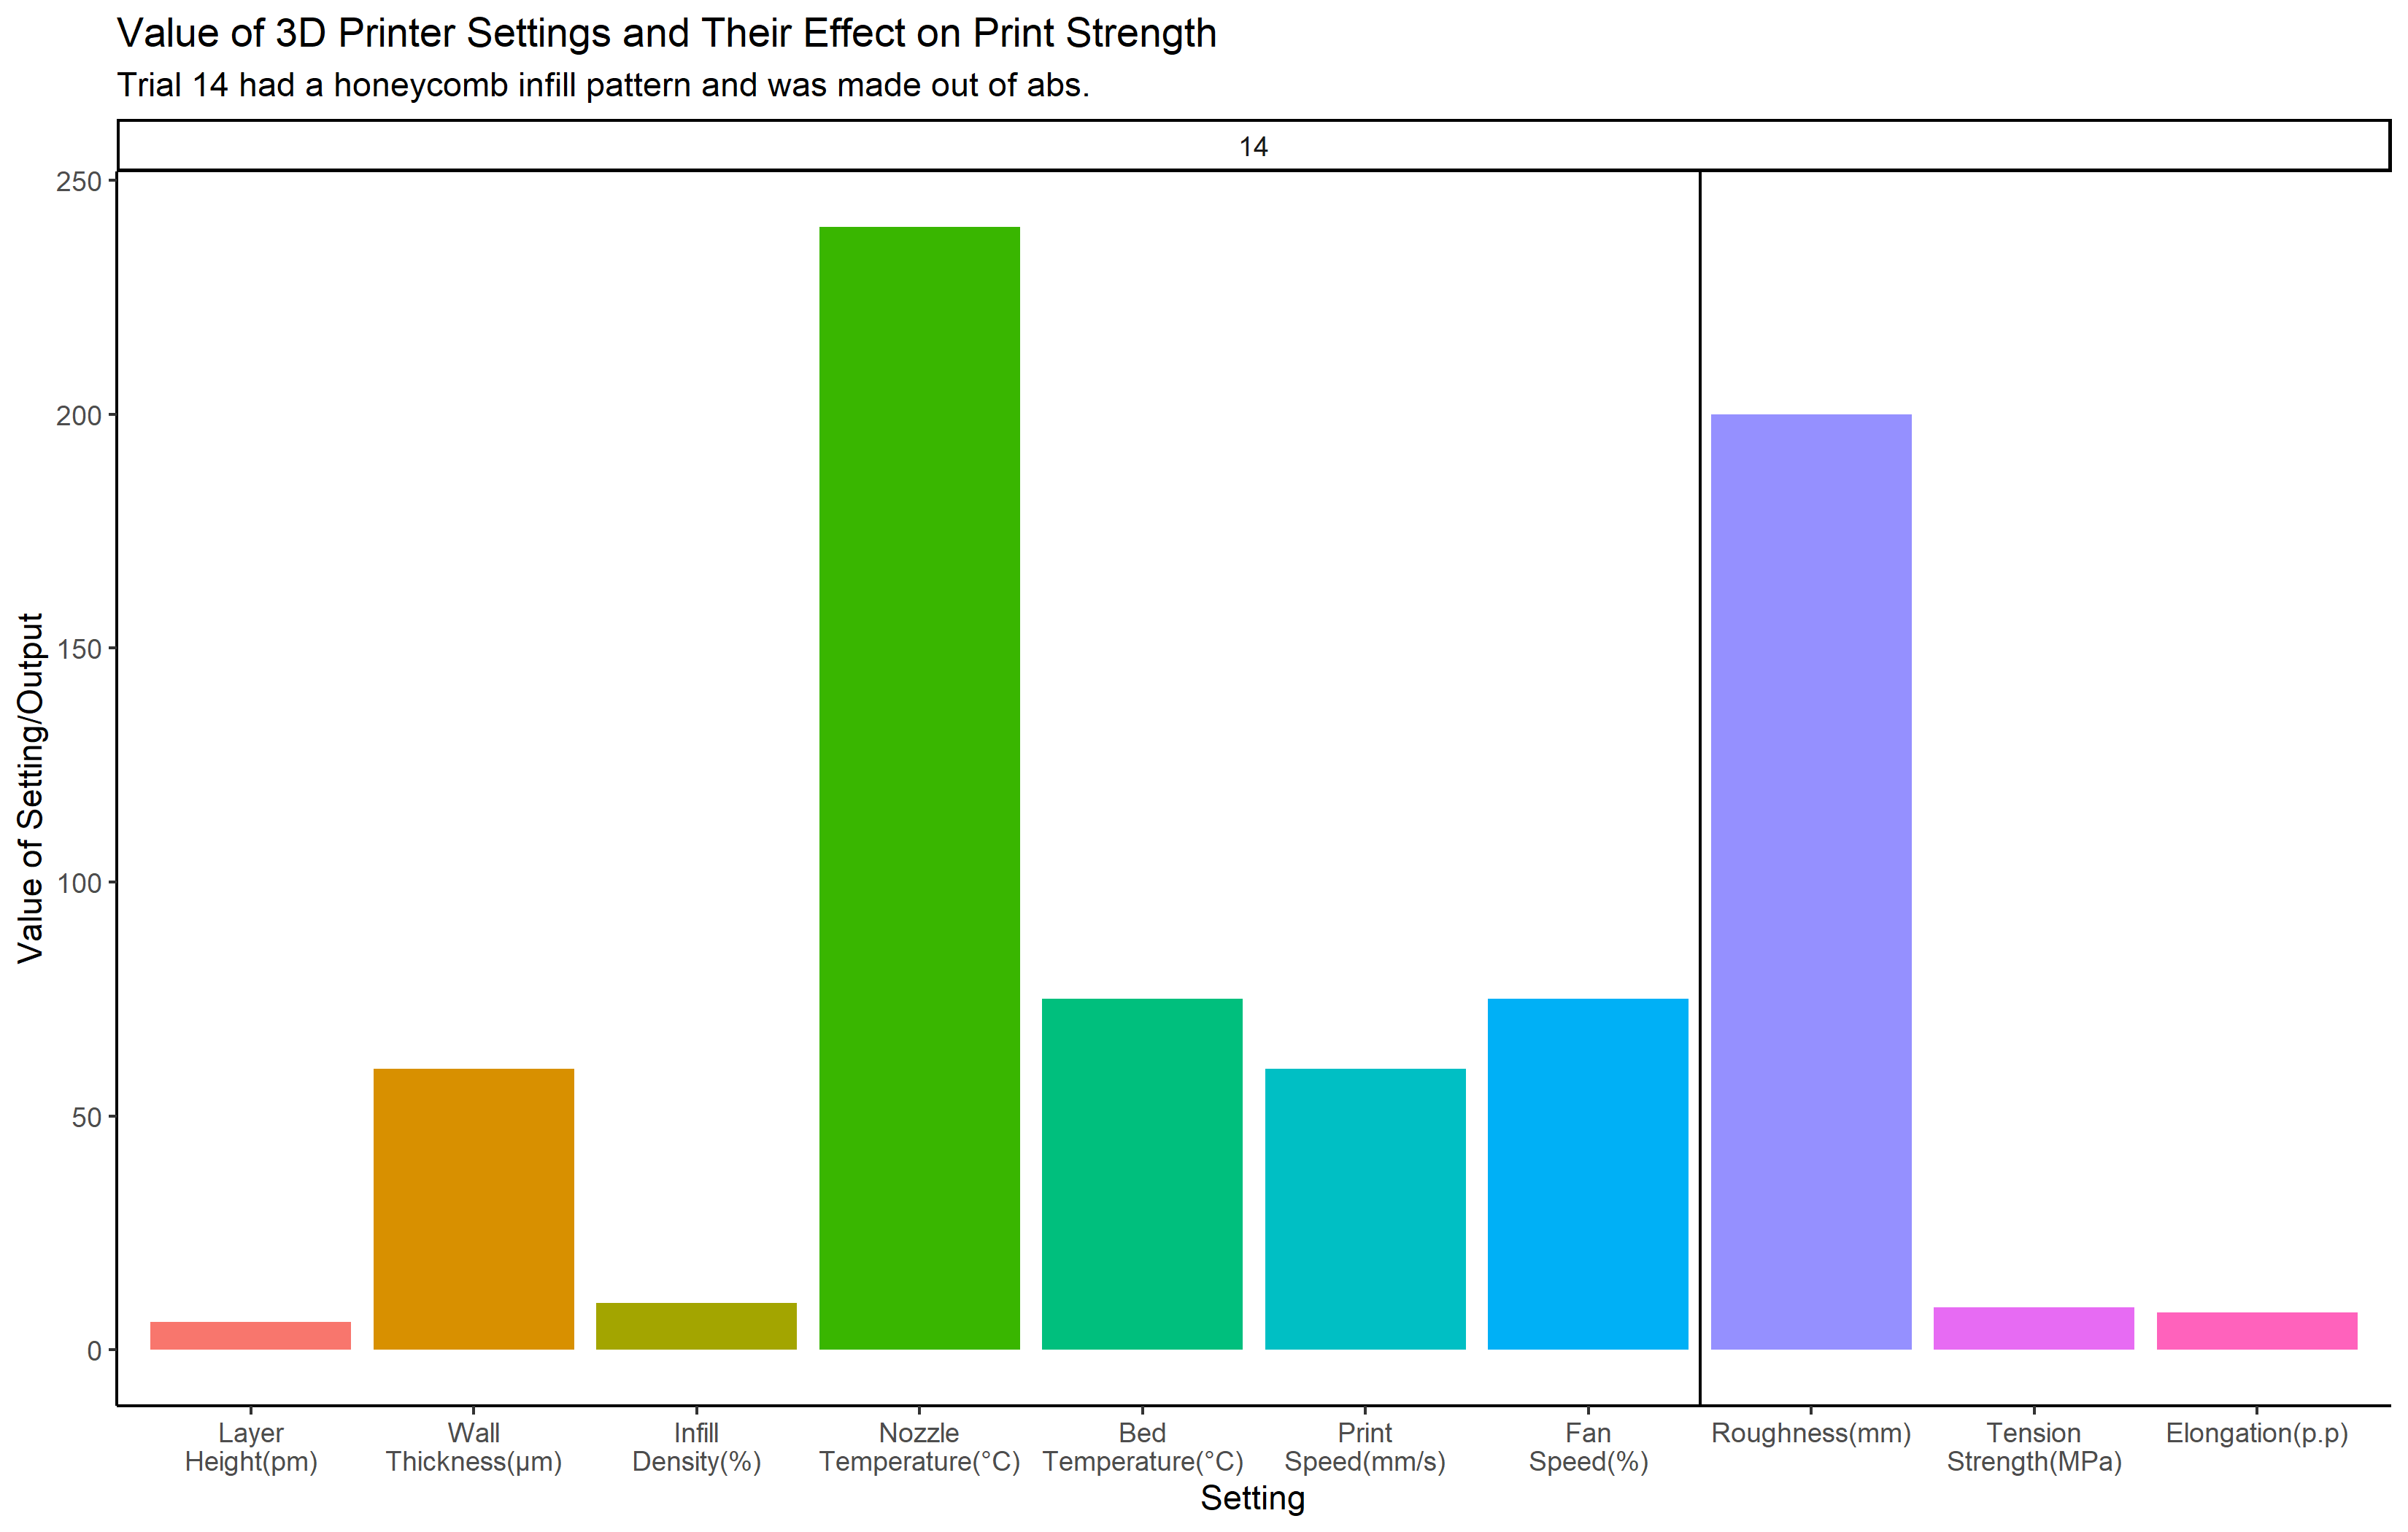 Value of 3D Printer Settings and Their Effect on Print Strength
Trial 14 had a honeycomb infill pattern and was made out of abs.
14
Value of Setting/Output
250
200
150
100
50
0
Layer
Height(pm)
Wall
Thickness(µm)
Infill
Density(%)
Nozzle
Temperature(°C)
Bed
Temperature(°C)
Print
Speed(mm/s)
Fan
Speed(%)
Roughness(mm)
Tension
Strength(MPa)
Elongation(p.p)
Setting